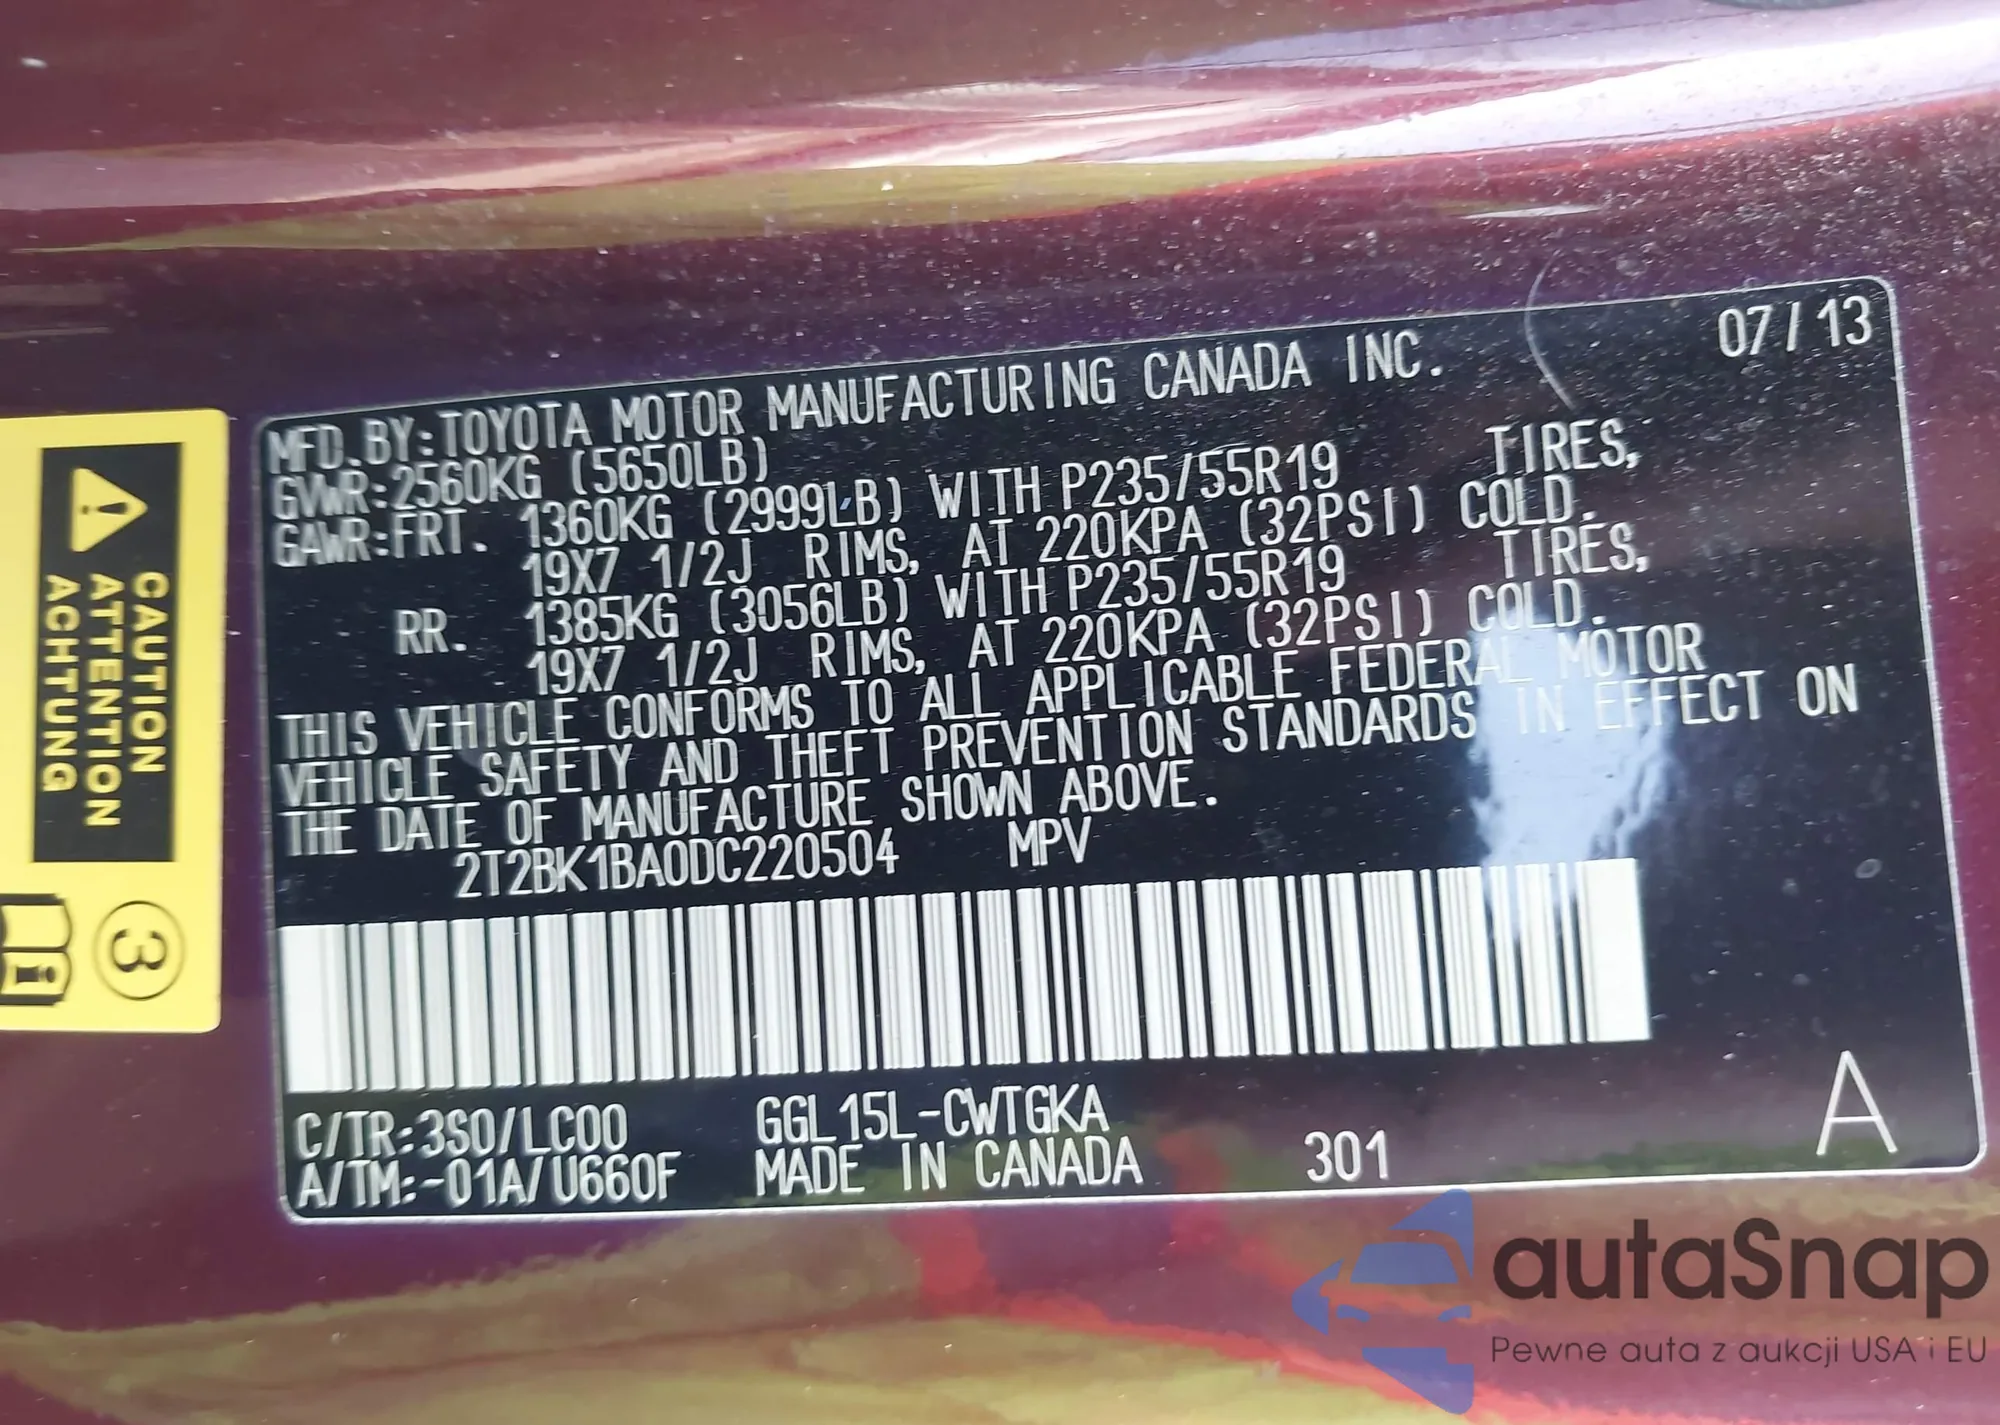 07/13
MFD. BY:TOYOTA MOTOR MANUFACTURING CANADA INC.
GVWR:2560KG (5650LB)
GAWR:FRT. 1360KG (2999LB) WITH P235/55R19 TIRES,
19X7 1/2J RIMS, AT 220KPA (32PSI) COLD.
RR. 1385KG (3056LB) WITH P235/55R19 TIRES,
19X7 1/2J RIMS, AT 220KPA (32PSI) COLD.
THIS VEHICLE CONFORMS TO ALL APPLICABLE FEDERAL MOTOR
VEHICLE SAFETY AND THEFT PREVENTION STANDARDS IN EFFECT ON
THE DATE OF MANUFACTURE SHOWN ABOVE.
2T2BK1BA0DC220504 MPV
C/TR:3S0/LC00 GGL15L-CWTGKA
A/TM:-01A/U660F MADE IN CANADA 301 A
CAUTION
ATTENTION
ACHTUNG
3
autaSnap
Pewne auta z aukcji USA i EU